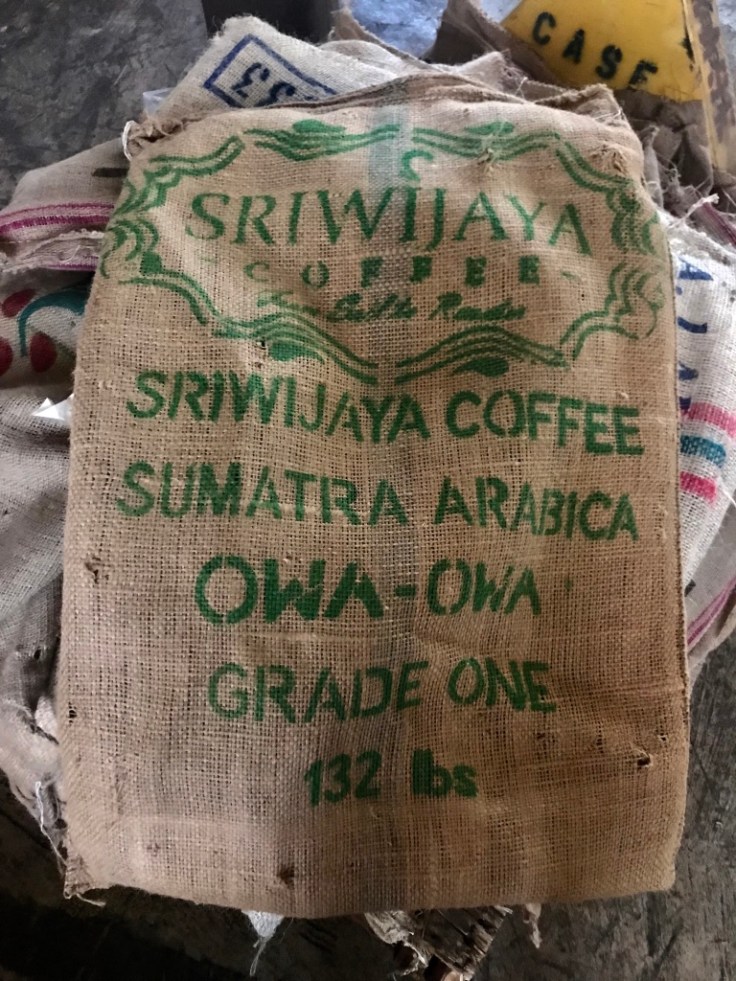 CASE
SRIWIJAYA
- COFFEE -
SRIWIJAYA COFFEE
SUMATRA ARABICA
OWA-OWA
GRADE ONE
132 lbs